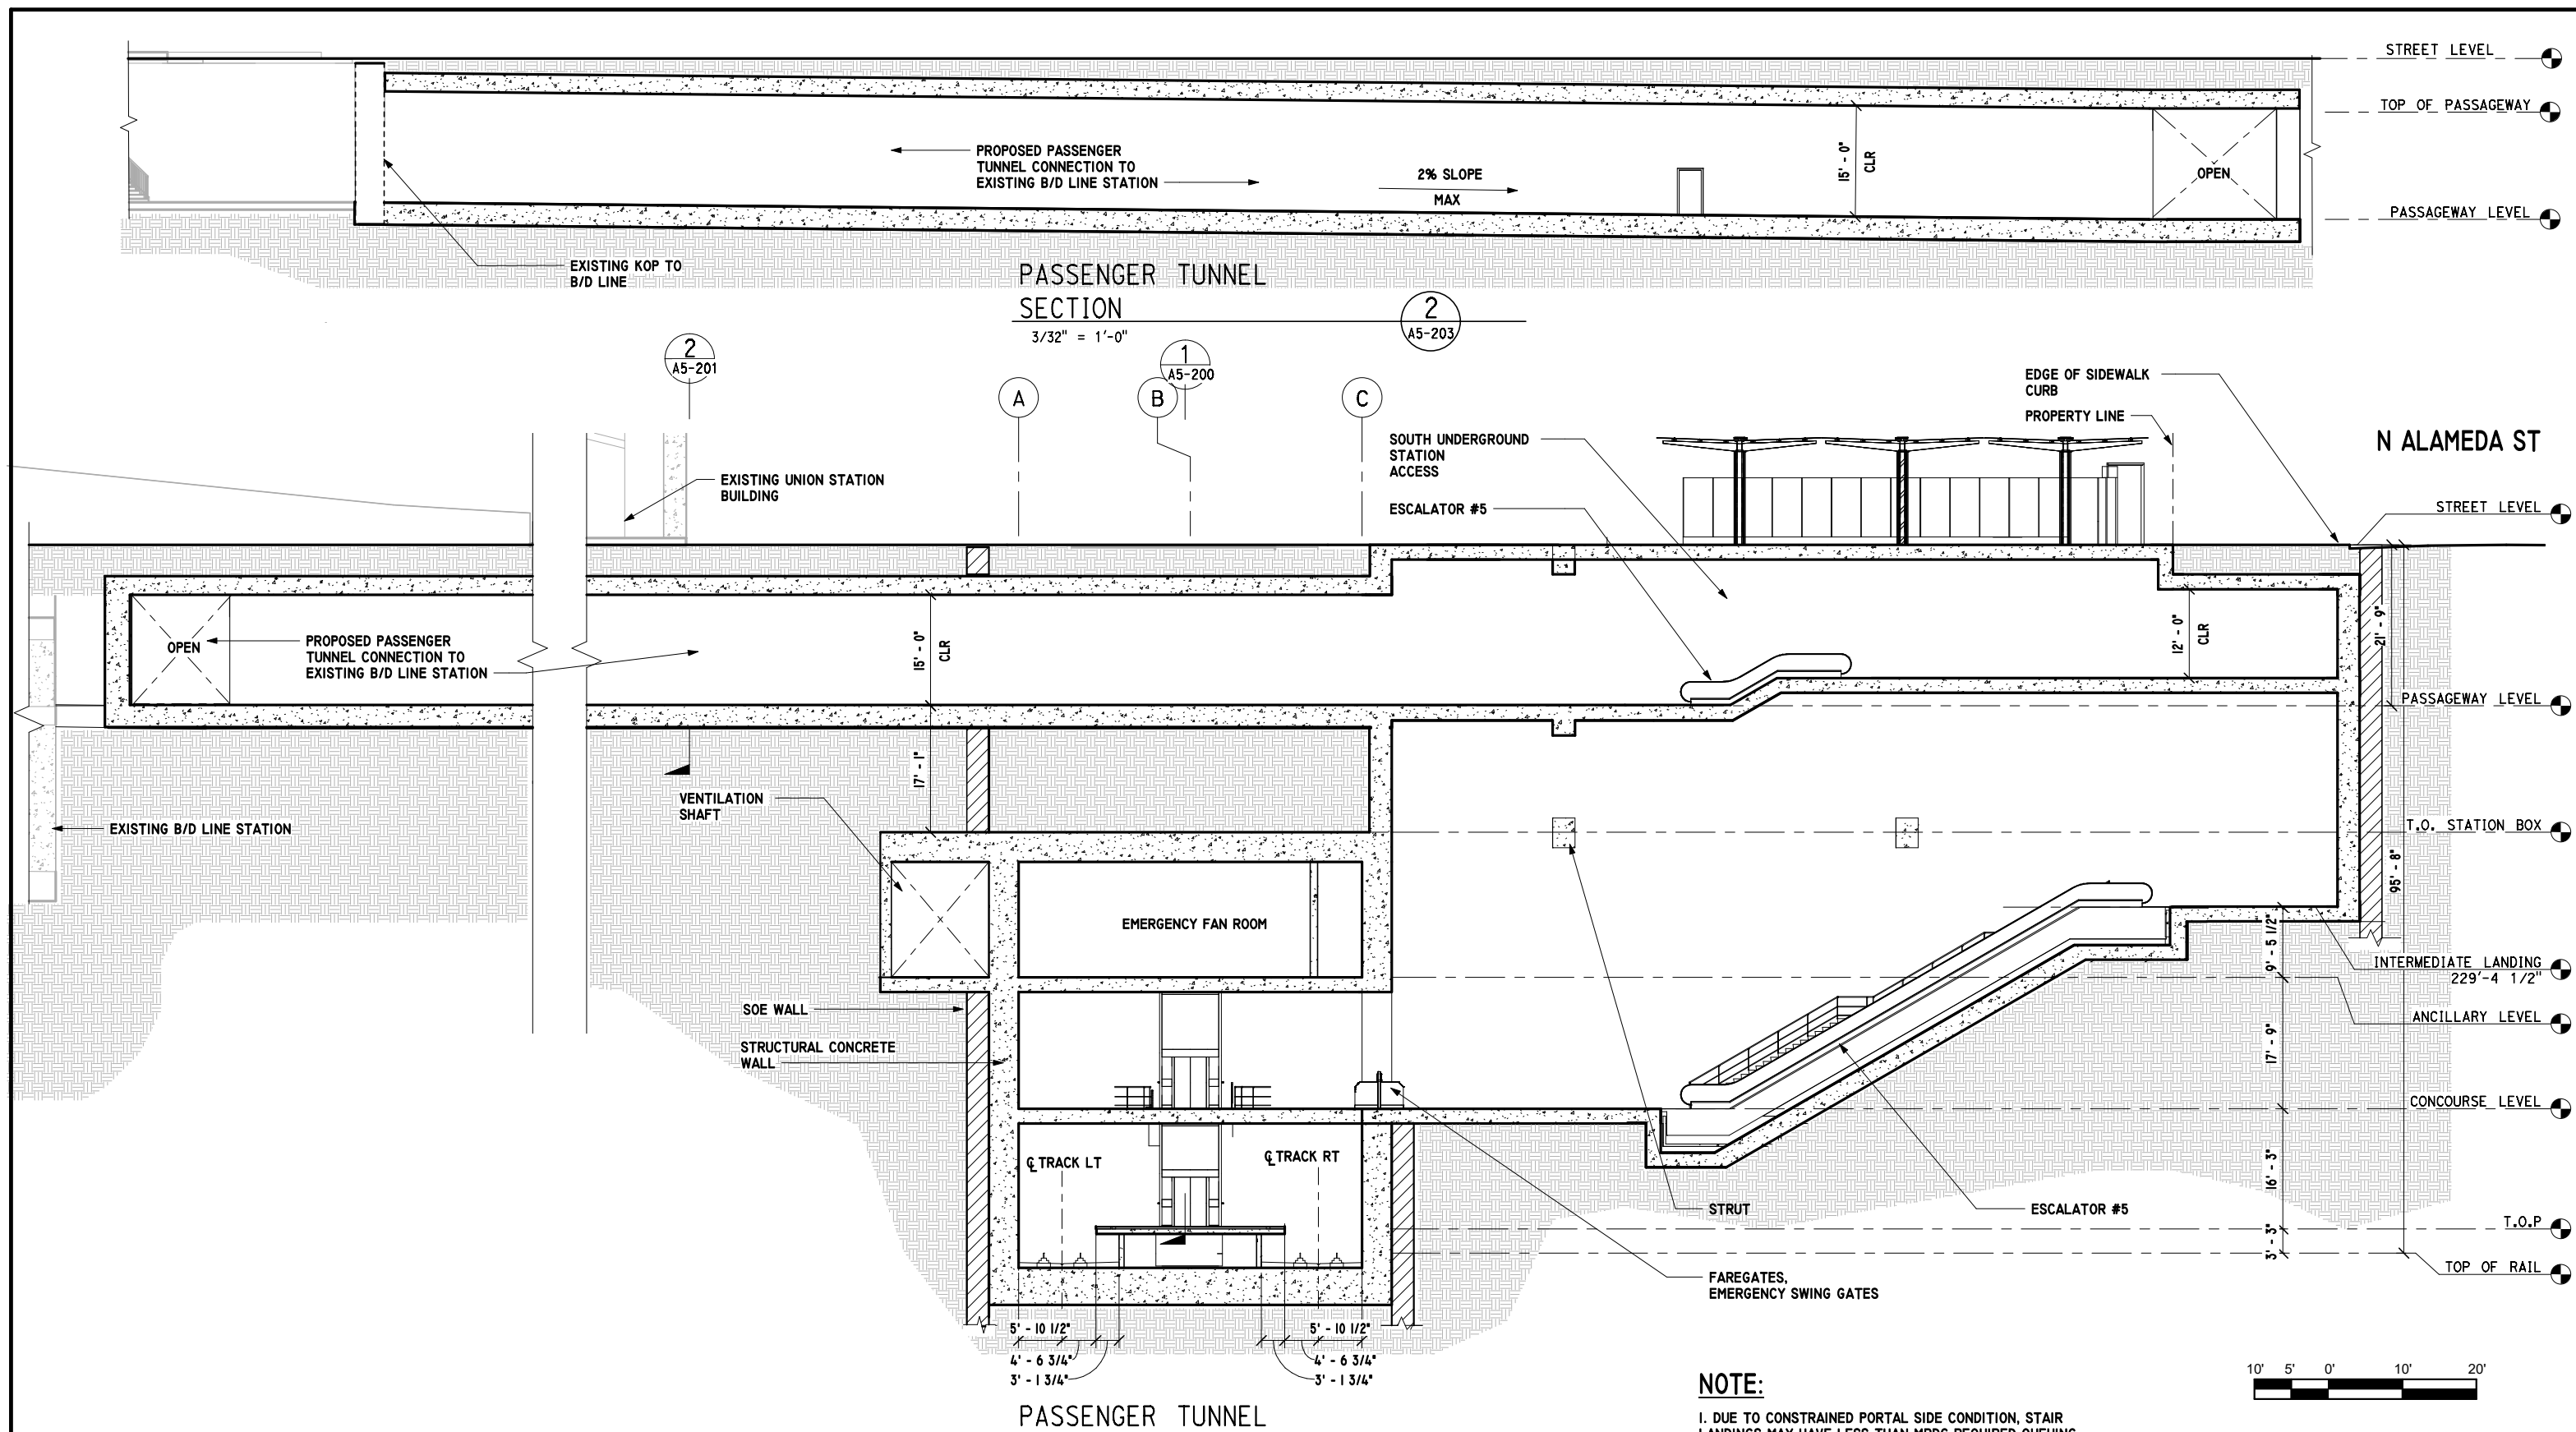 STREET LEVEL
TOP OF PASSAGEWAY
PROPOSED PASSENGER
TUNNEL CONNECTION TO
EXISTING B/D LINE STATION
2% SLOPE
MAX
15' - 0"
CLR
OPEN
PASSAGEWAY LEVEL
EXISTING KOP TO
B/D LINE
PASSENGER TUNNEL
SECTION
3/32" = 1'-0"
2
A5-203
2
A5-201
1
A5-200
A
B
C
EDGE OF SIDEWALK
CURB
PROPERTY LINE
N ALAMEDA ST
SOUTH UNDERGROUND
STATION
ACCESS
EXISTING UNION STATION
BUILDING
ESCALATOR #5
STREET LEVEL
OPEN
PROPOSED PASSENGER
TUNNEL CONNECTION TO
EXISTING B/D LINE STATION
15' - 0"
CLR
12' - 0"
CLR
21' - 9"
PASSAGEWAY LEVEL
17' - 1"
VENTILATION
SHAFT
EXISTING B/D LINE STATION
T.O. STATION BOX
95' - 8"
EMERGENCY FAN ROOM
9' - 5 1/2"
INTERMEDIATE LANDING
229'-4 1/2"
SOE WALL
ANCILLARY LEVEL
STRUCTURAL CONCRETE
WALL
17' - 9"
CONCOURSE LEVEL
℄ TRACK LT
℄ TRACK RT
16' - 3"
STRUT
ESCALATOR #5
T.O.P
3' - 3"
TOP OF RAIL
FAREGATES,
EMERGENCY SWING GATES
5' - 10 1/2"
5' - 10 1/2"
4' - 6 3/4"
4' - 6 3/4"
3' - 1 3/4"
3' - 1 3/4"
PASSENGER TUNNEL
NOTE:
10' 5' 0' 10' 20'
1. DUE TO CONSTRAINED PORTAL SIDE CONDITION, STAIR
LANDINGS MAY HAVE LESS THAN MRDC REQUIRED QUEUING